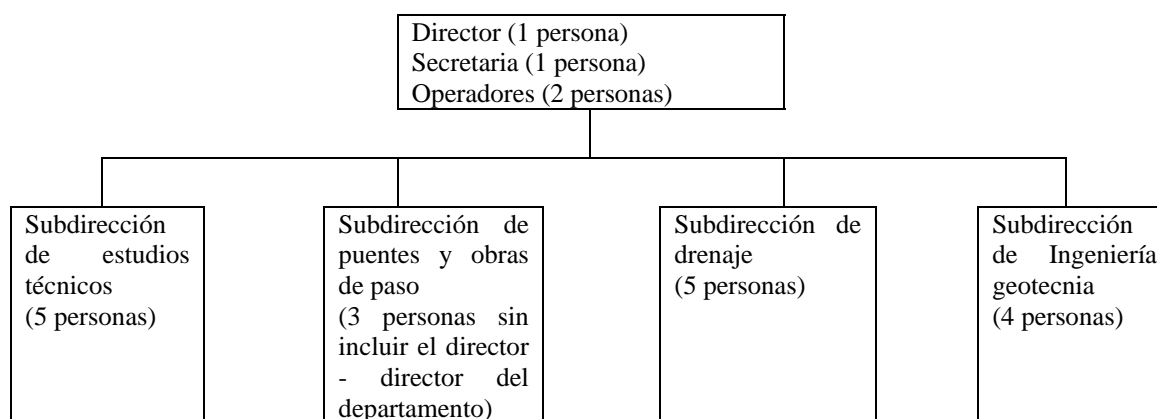 Director (1 persona)
Secretaria (1 persona)
Operadores (2 personas)
Subdirección
de estudios
técnicos
(5 personas)
Subdirección de
puentes y obras
de paso
(3 personas sin
incluir el director
- director del
departamento)
Subdirección de
drenaje
(5 personas)
Subdirección
de Ingeniería
geotecnia
(4 personas)